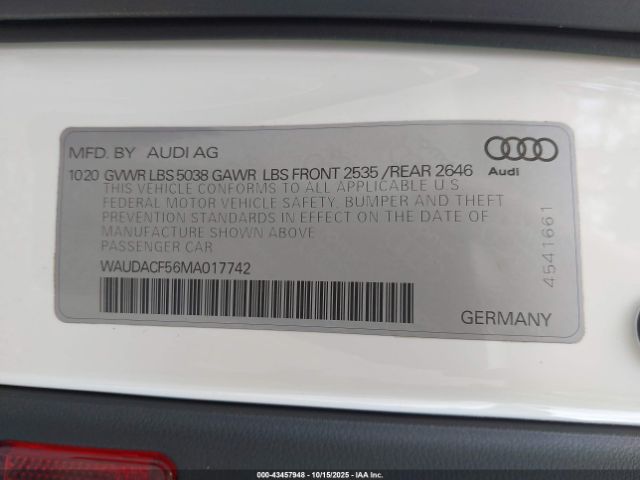 MFD. BY AUDI AG
1020 GVWR LBS 5038 GAWR LBS FRONT 2535 / REAR 2646
THIS VEHICLE CONFORMS TO ALL APPLICABLE U.S
FEDERAL MOTOR VEHICLE SAFETY, BUMPER AND THEFT
PREVENTION STANDARDS IN EFFECT ON THE DATE OF
MANUFACTURE SHOWN ABOVE
PASSENGER CAR
WAUDACF56MA017742
Audi
4541661
GERMANY
000-43457948 - 10/15/2025 - IAA Inc.